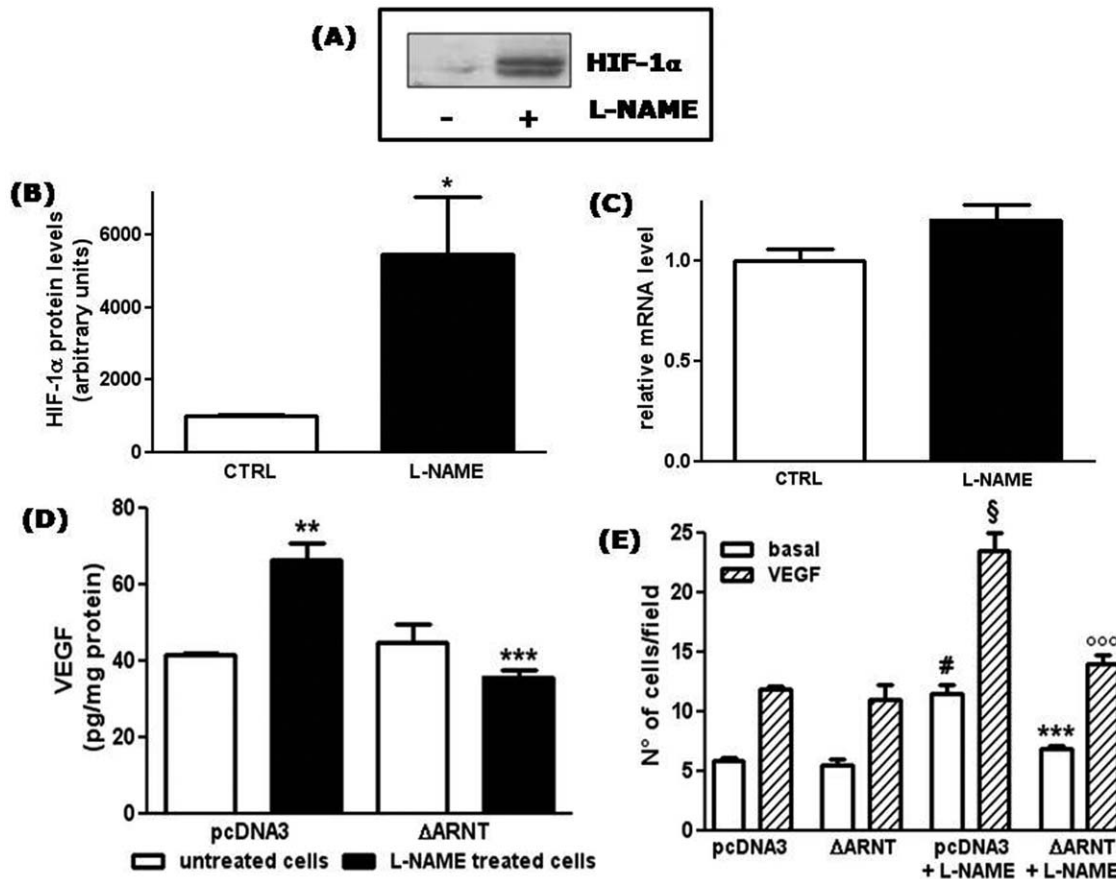 (A)
HIF-1α
- + L-NAME
(B)
HIF-1α protein levels
(arbitrary units)
6000
4000
2000
0
*
CTRL L-NAME
(C)
relative mRNA level
1.0
0.5
0.0
CTRL L-NAME
(D)
VEGF
(pg/mg protein)
80
60
40
20
0
**
***
pcDNA3 ΔARNT
untreated cells L-NAME treated cells
(E)
N° of cells/field
25
20
15
10
5
0
basal
VEGF
§
#
°°°
***
pcDNA3 ΔARNT pcDNA3 ΔARNT
+ L-NAME + L-NAME